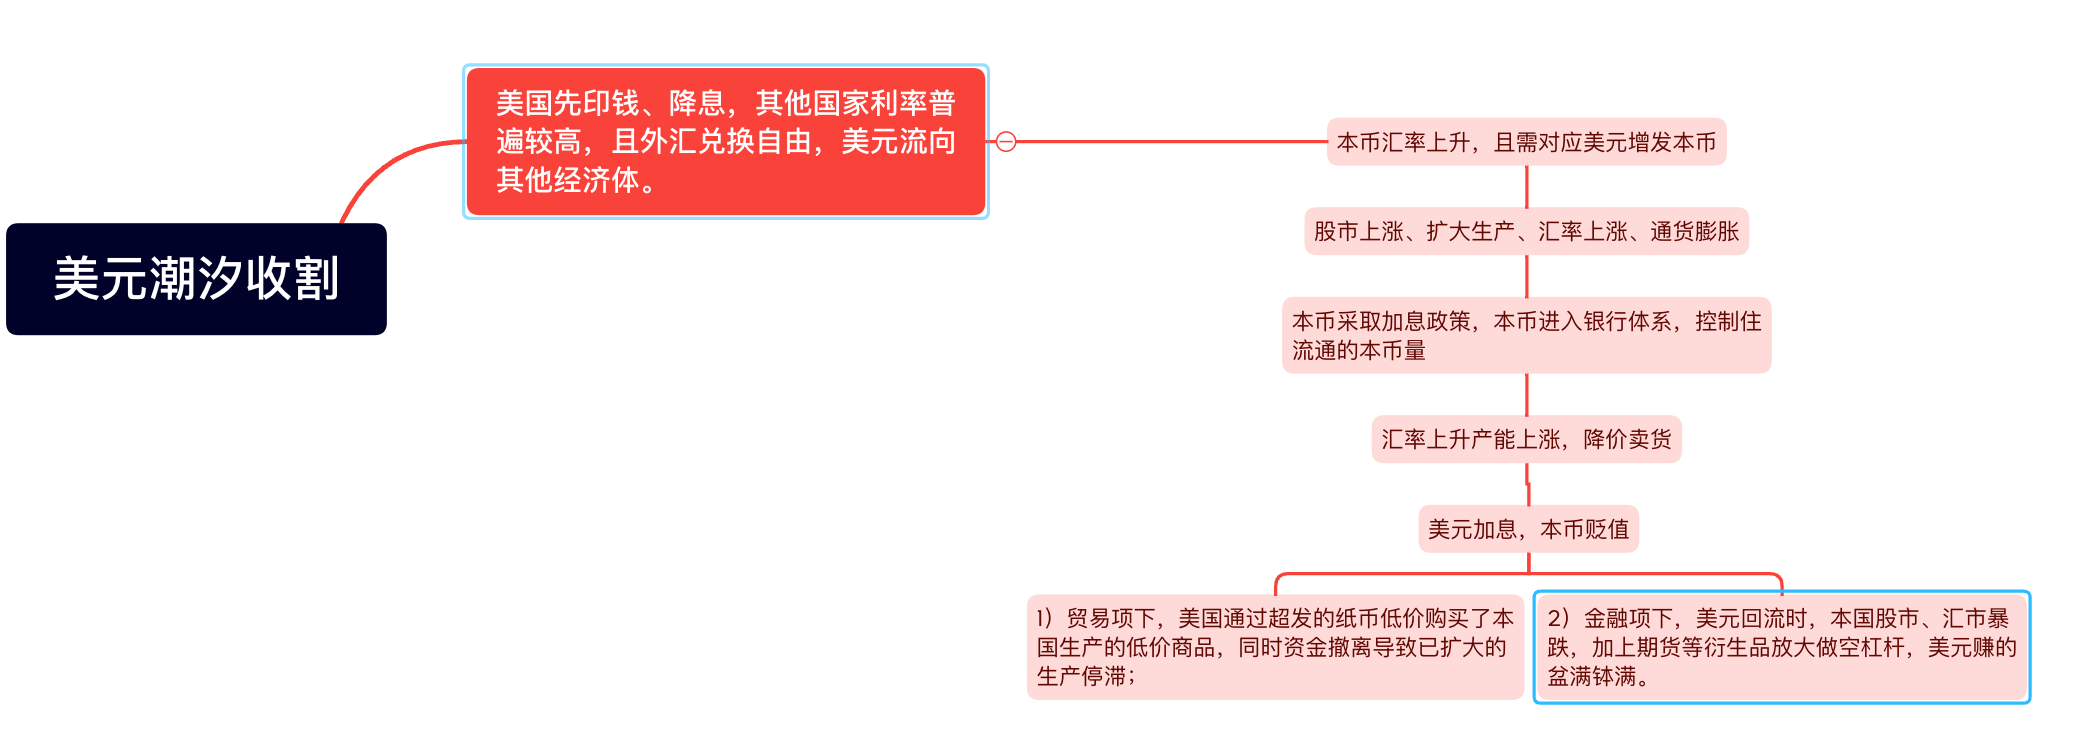 美元潮汐收割
美国先印钱、降息，其他国家利率普
遍较高，且外汇兑换自由，美元流向
其他经济体。
本币汇率上升，且需对应美元增发本币
股市上涨、扩大生产、汇率上涨、通货膨胀
本币采取加息政策，本币进入银行体系，控制住
流通的本币量
汇率上升产能上涨，降价卖货
美元加息，本币贬值
1）贸易项下，美国通过超发的纸币低价购买了本
国生产的低价商品，同时资金撤离导致已扩大的
生产停滞；
2）金融项下，美元回流时，本国股市、汇市暴
跌，加上期货等衍生品放大做空杠杆，美元赚的
盆满钵满。